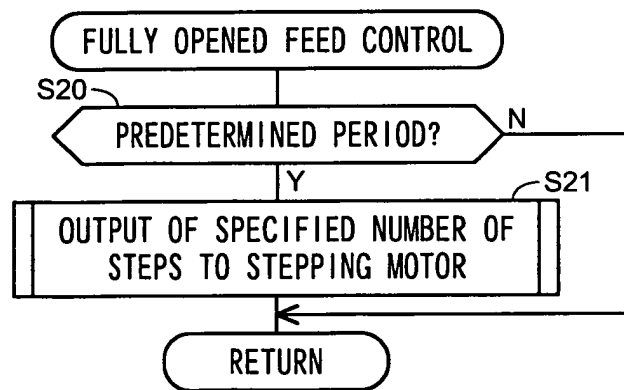 FULLY OPENED FEED CONTROL
S20
PREDETERMINED PERIOD?
N
Y
S21
OUTPUT OF SPECIFIED NUMBER OF
STEPS TO STEPPING MOTOR
RETURN